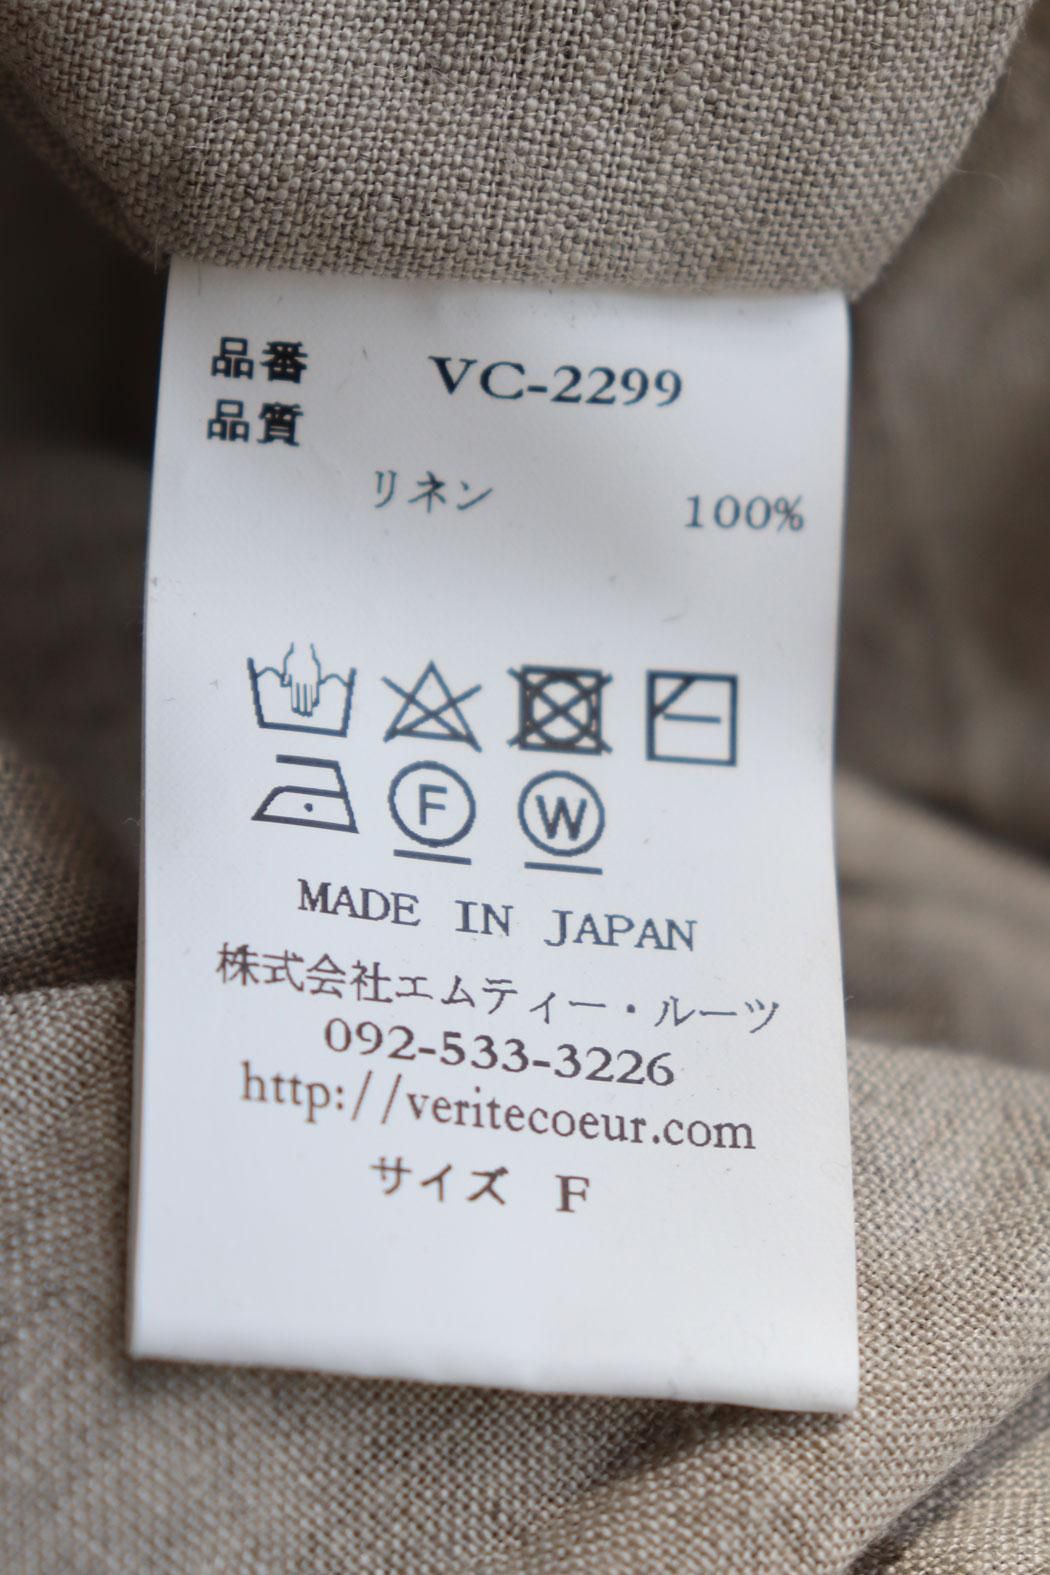 品番 VC-2299
品質
リネン 100%
F W
MADE IN JAPAN
株式会社エムティー・ルーツ
092-533-3226
http://veritecoeur.com
サイズ F